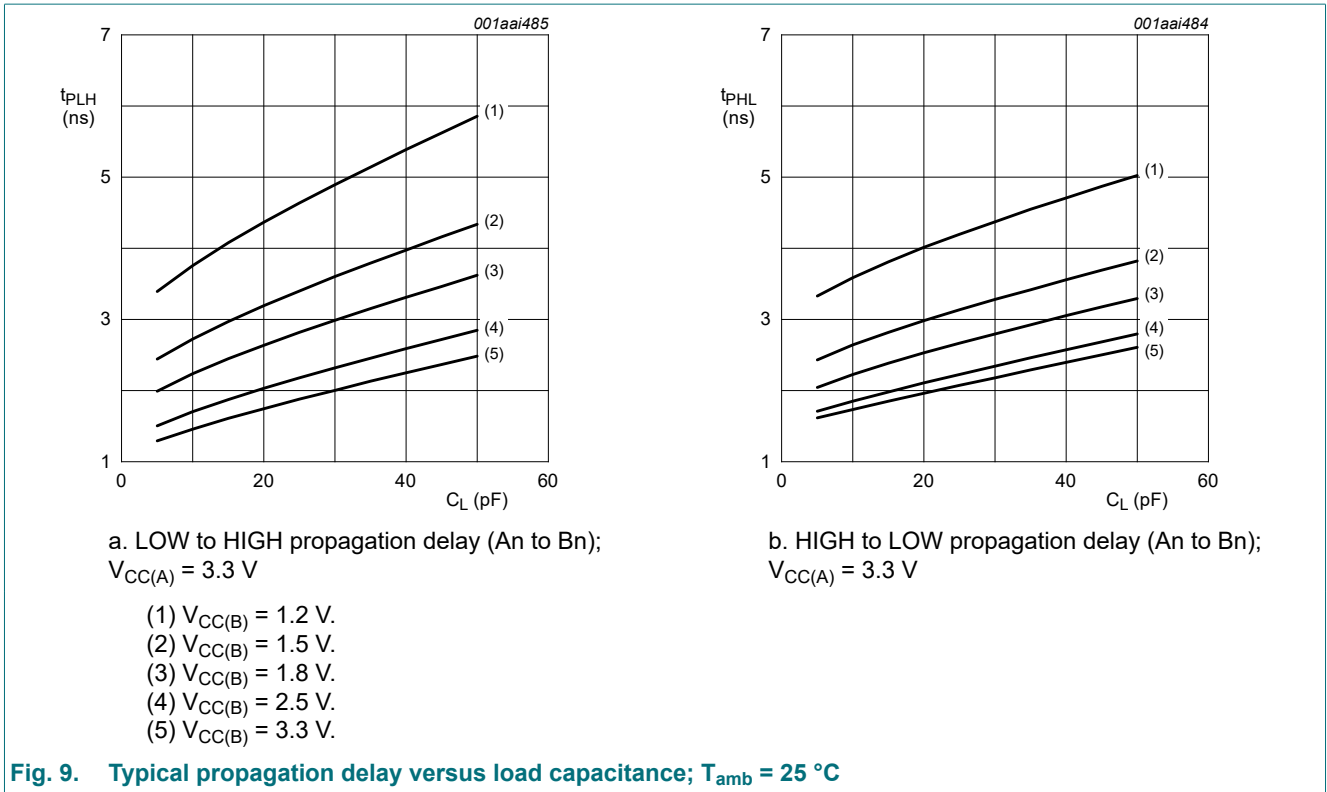 001aai485
7
tPLH
(ns)
5
3
1
0
20
40
60
CL (pF)
(1)
(2)
(3)
(4)
(5)
a. LOW to HIGH propagation delay (An to Bn);
VCC(A) = 3.3 V
001aai484
7
tPHL
(ns)
5
3
1
0
20
40
60
CL (pF)
(1)
(2)
(3)
(4)
(5)
b. HIGH to LOW propagation delay (An to Bn);
VCC(A) = 3.3 V
(1) VCC(B) = 1.2 V.
(2) VCC(B) = 1.5 V.
(3) VCC(B) = 1.8 V.
(4) VCC(B) = 2.5 V.
(5) VCC(B) = 3.3 V.
Fig. 9. Typical propagation delay versus load capacitance; Tamb = 25 °C